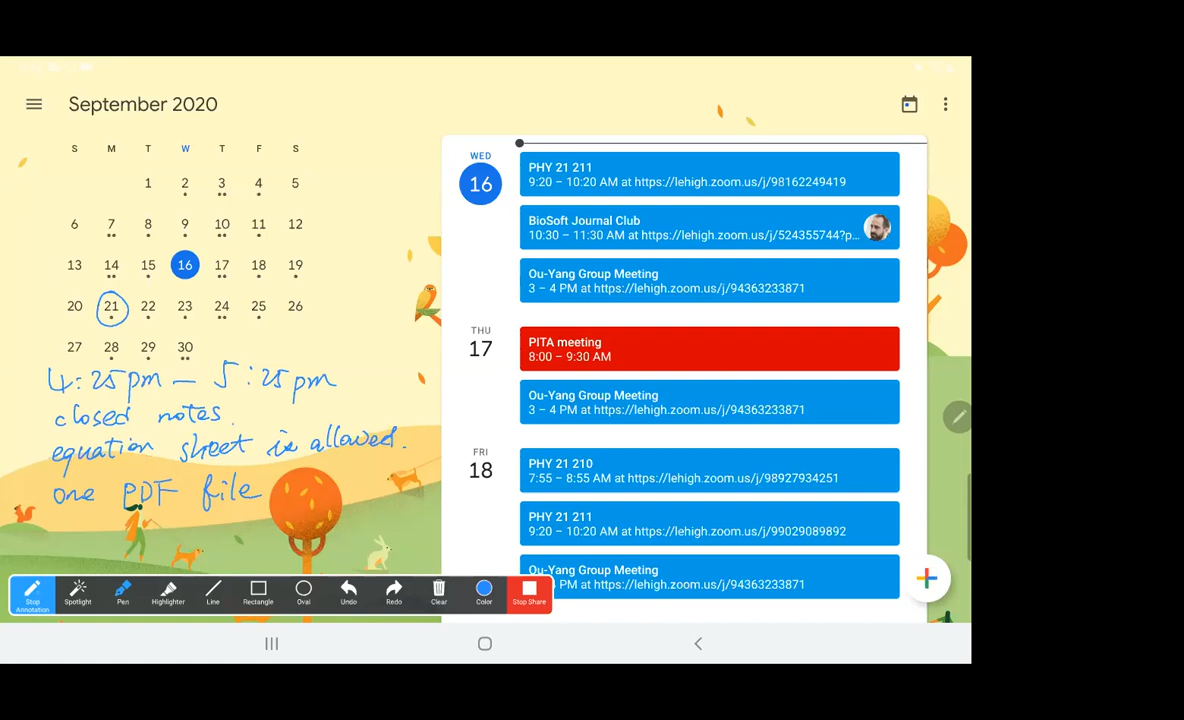 September 2020
S M T W T F S
1 2 3 4 5
6 7 8 9 10 11 12
13 14 15 16 17 18 19
20 21 22 23 24 25 26
27 28 29 30
4:25pm – 5:25pm
closed notes.
equation sheet is allowed.
one PDF file
WED
16
PHY 21 211
9:20 – 10:20 AM at https://lehigh.zoom.us/j/98162249419
BioSoft Journal Club
10:30 – 11:30 AM at https://lehigh.zoom.us/j/524355744?p...
Ou-Yang Group Meeting
3 – 4 PM at https://lehigh.zoom.us/j/94363233871
THU
17
PITA meeting
8:00 – 9:30 AM
Ou-Yang Group Meeting
3 – 4 PM at https://lehigh.zoom.us/j/94363233871
FRI
18
PHY 21 210
7:55 – 8:55 AM at https://lehigh.zoom.us/j/98927934251
PHY 21 211
9:20 – 10:20 AM at https://lehigh.zoom.us/j/99029089892
Ou-Yang Group Meeting
PM at https://lehigh.zoom.us/j/94363233871
Stop Annotation
Spotlight
Pen
Highlighter
Line
Rectangle
Oval
Undo
Redo
Clear
Color
Stop Share